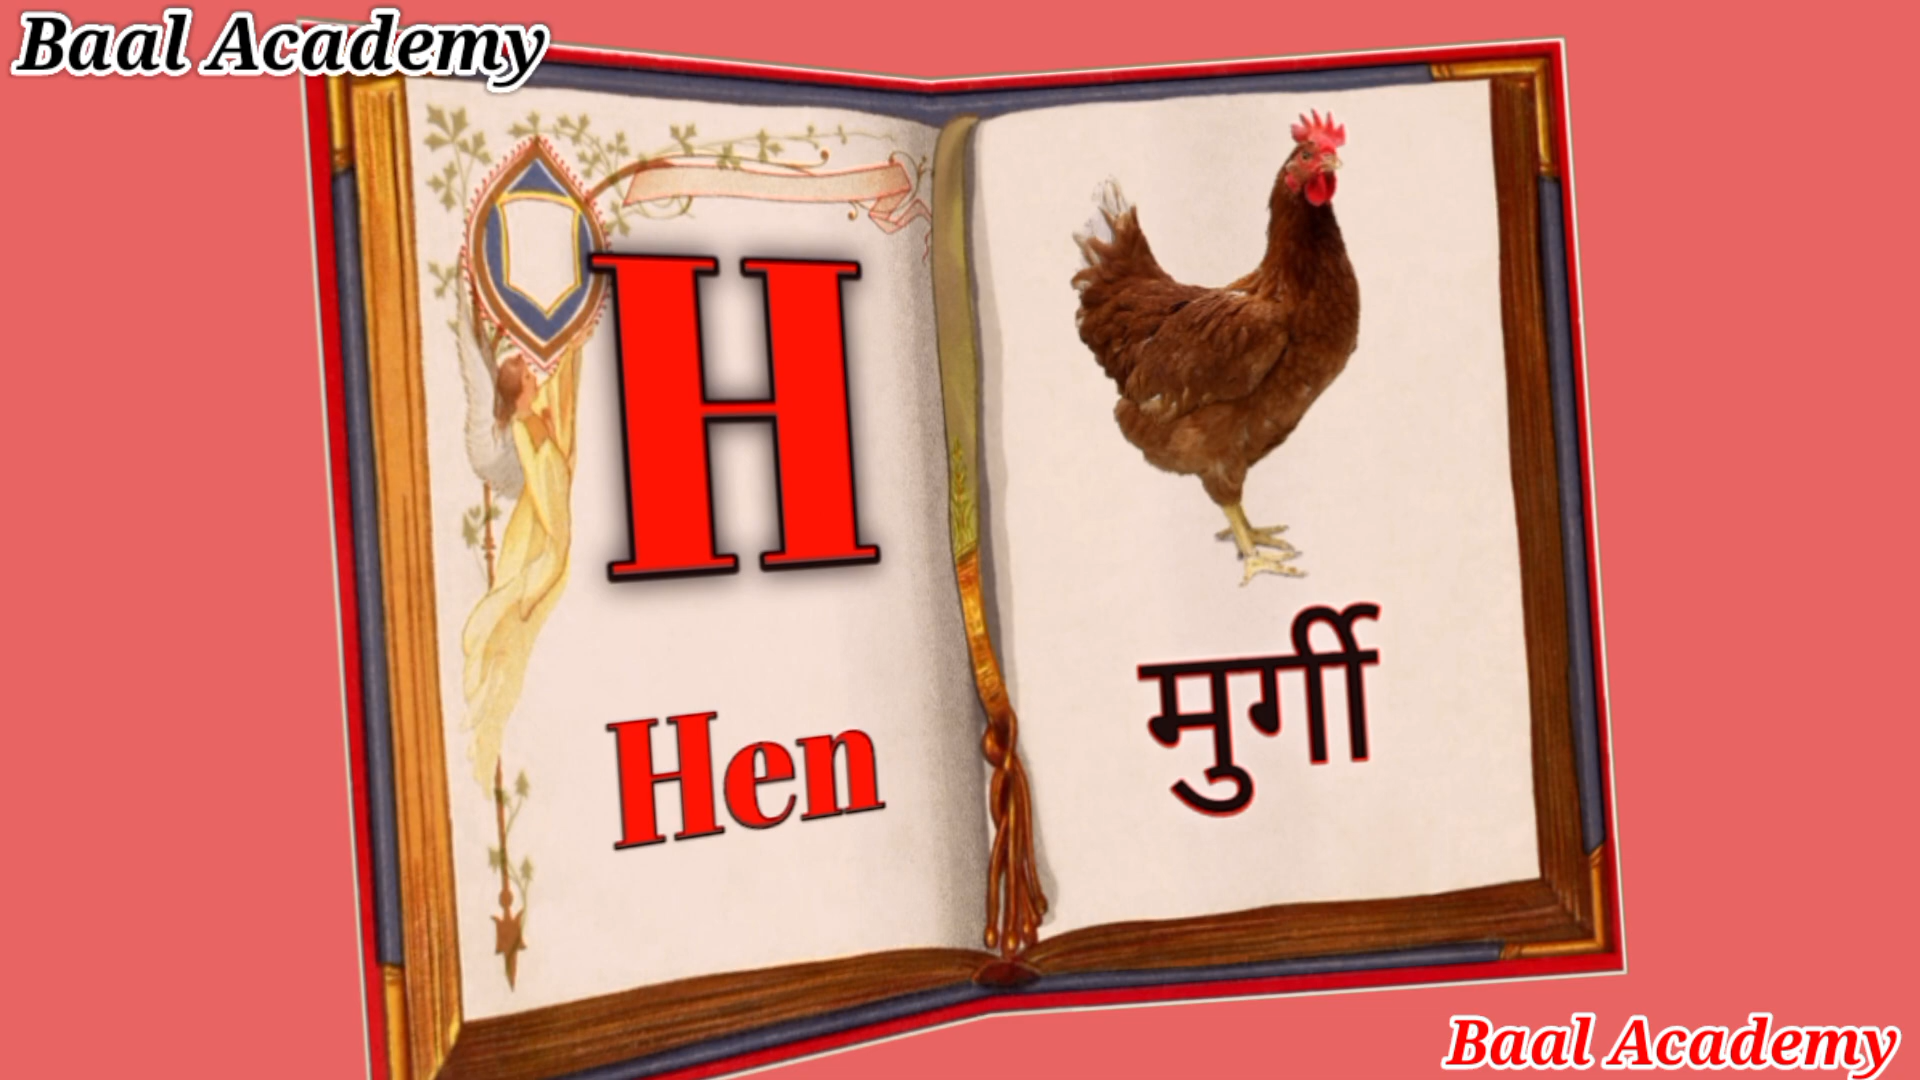 Baal Academy
H
Hen
मुर्गी
Baal Academy